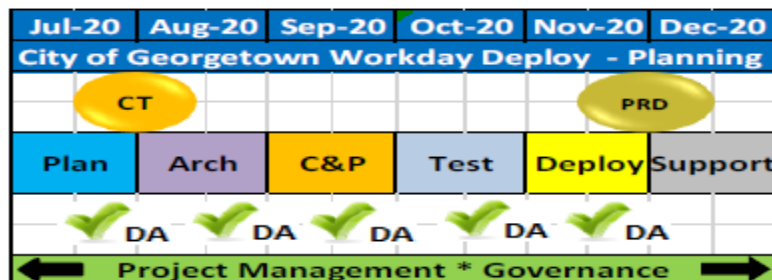 Jul-20 Aug-20 Sep-20 Oct-20 Nov-20 Dec-20
City of Georgetown Workday Deploy - Planning
CT PRD
Plan Arch C&P Test Deploy Support
DA DA DA DA DA
Project Management * Governance